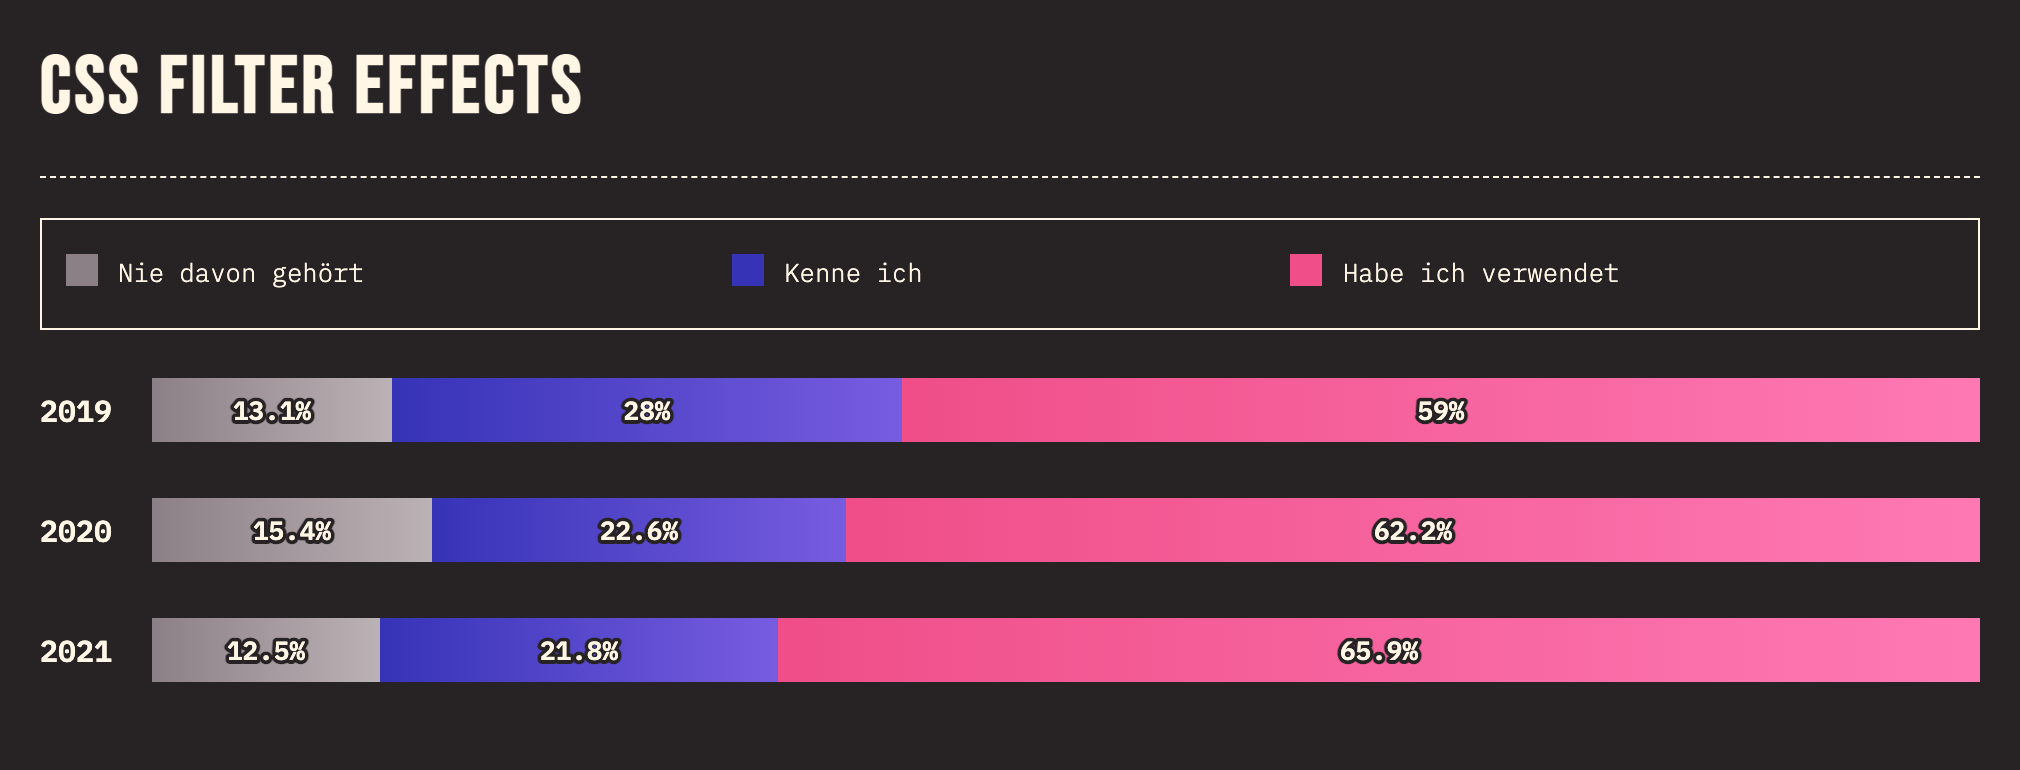 CSS FILTER EFFECTS
Nie davon gehört Kenne ich Habe ich verwendet
2019 13.1% 28% 59%
2020 15.4% 22.6% 62.2%
2021 12.5% 21.8% 65.9%